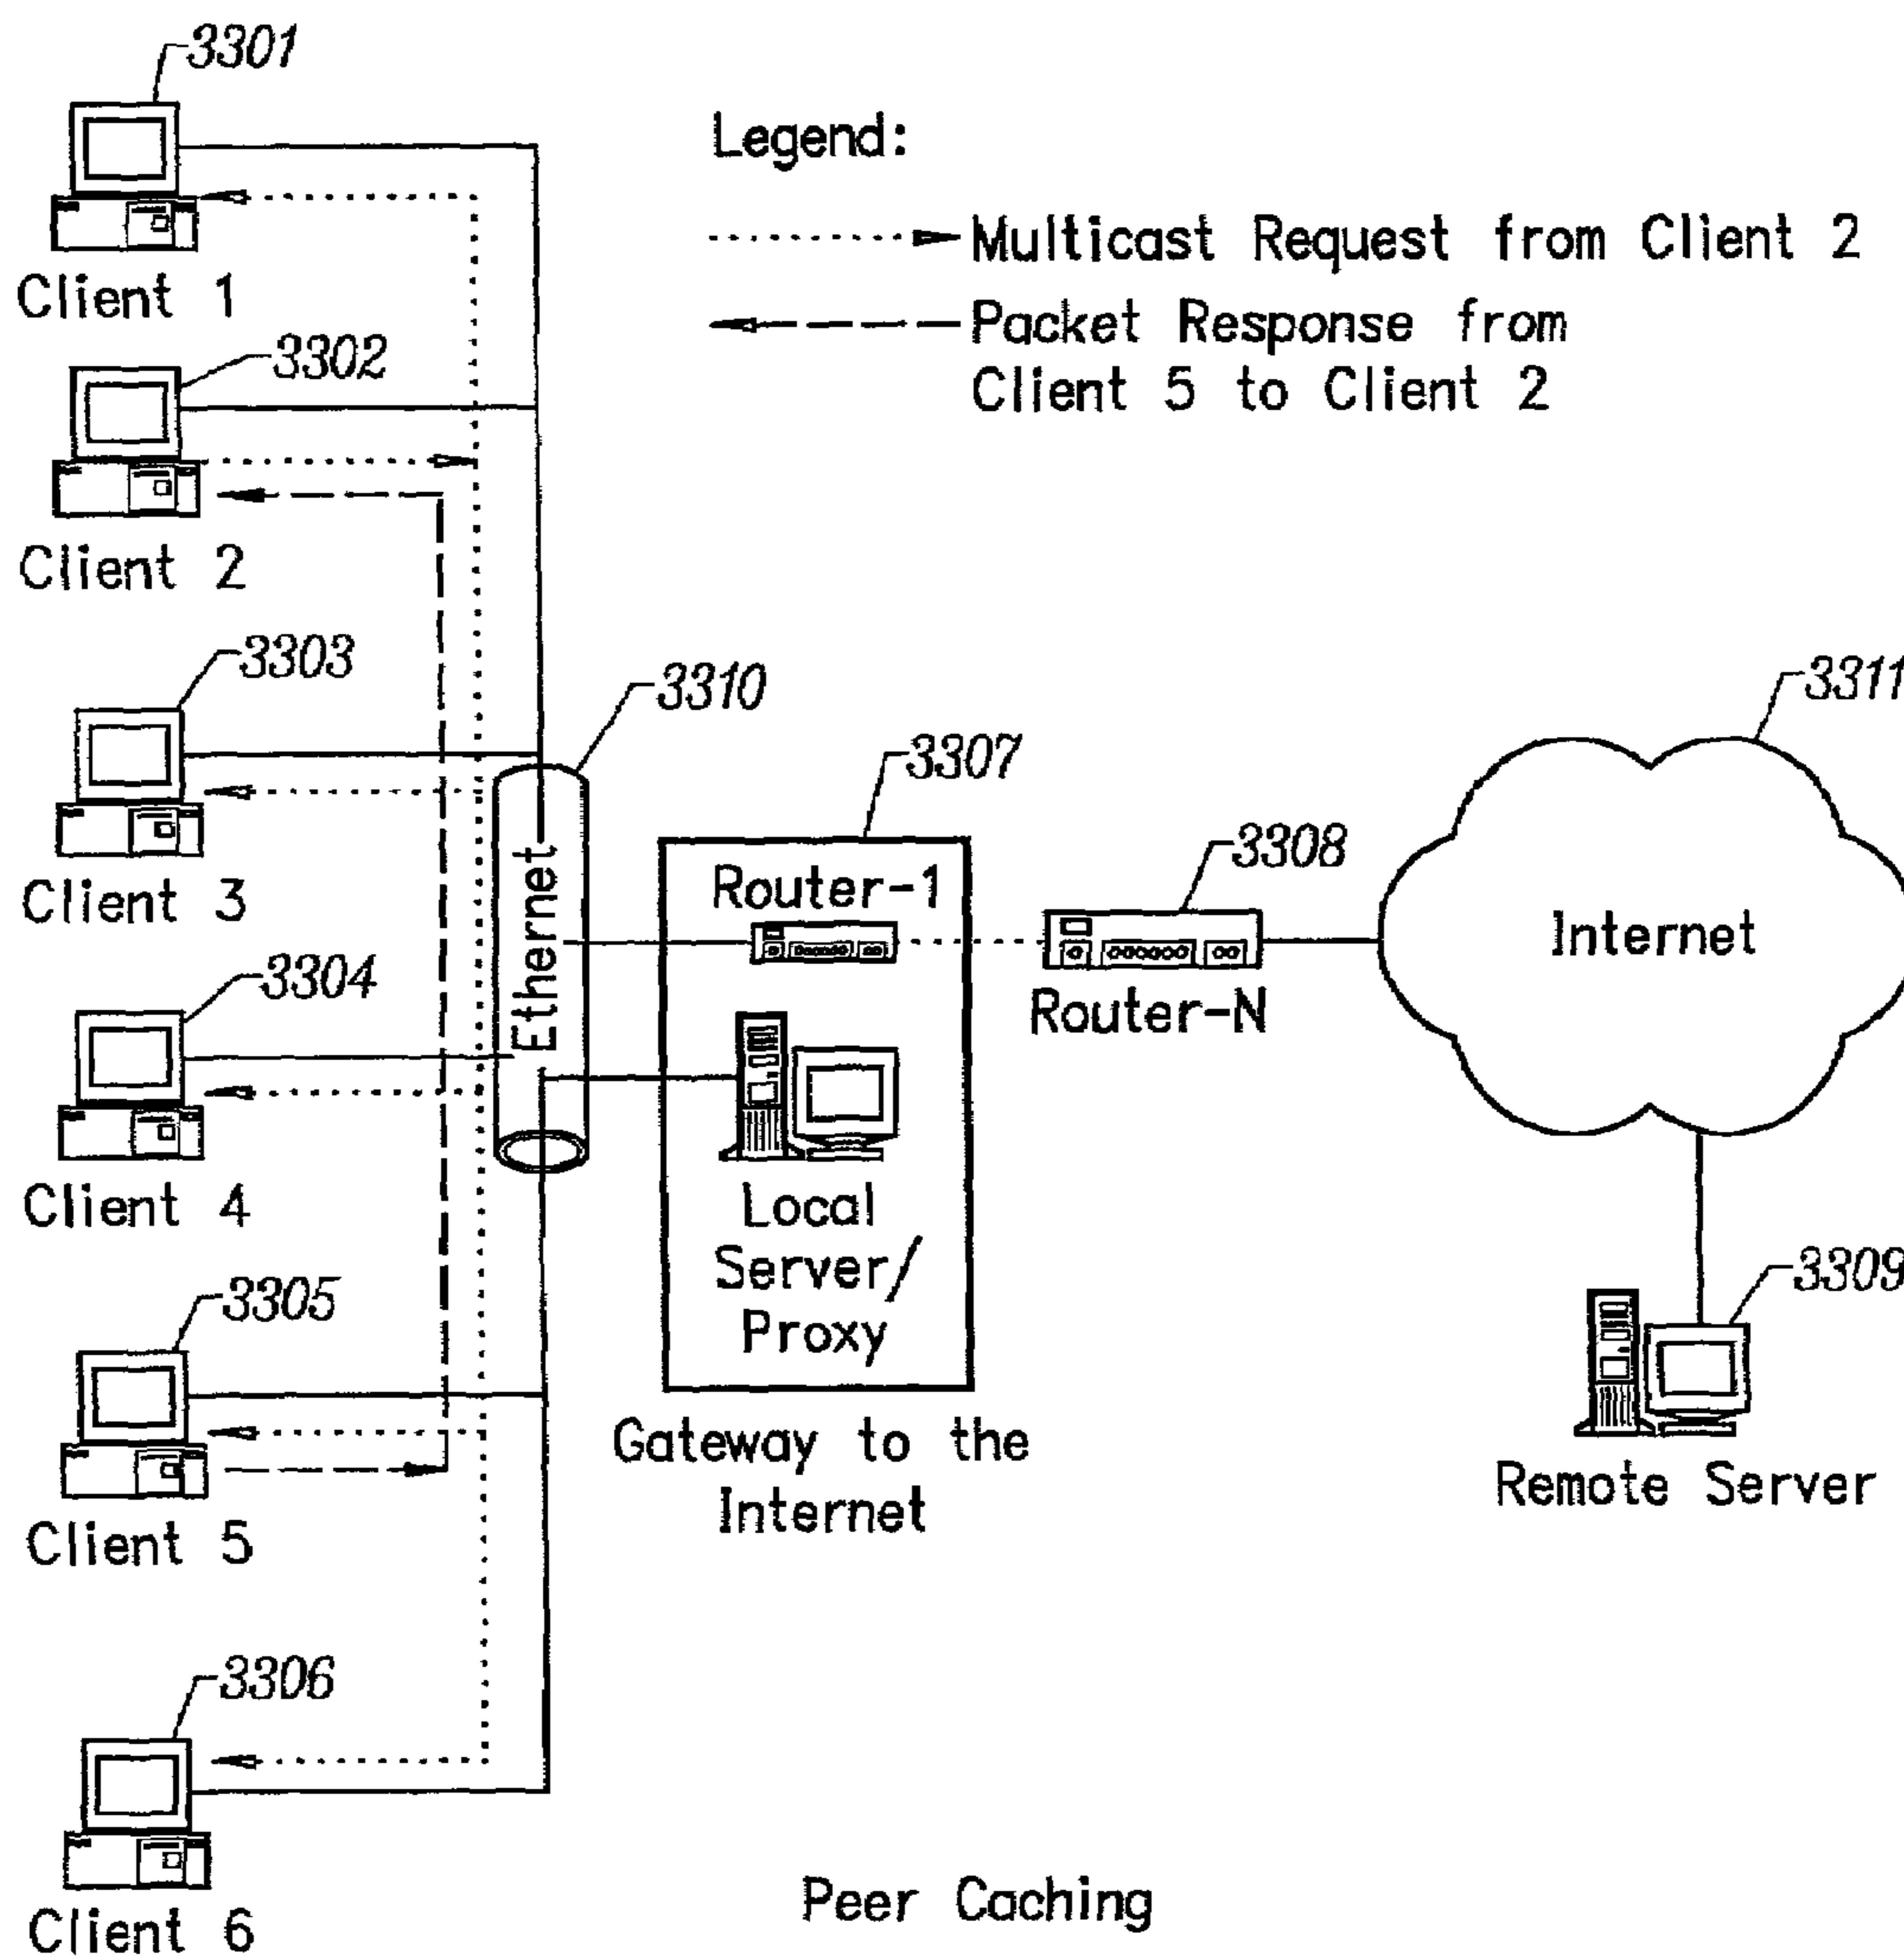 3301
Client 1
Legend:
Multicast Request from Client 2
Packet Response from
Client 5 to Client 2
3302
Client 2
3303
Client 3
3310
Ethernet
3307
Router-1
3308
Router-N
3311
Internet
3304
Client 4
Local
Server/
Proxy
Gateway to the
Internet
3309
Remote Server
3305
Client 5
3306
Client 6
Peer Caching